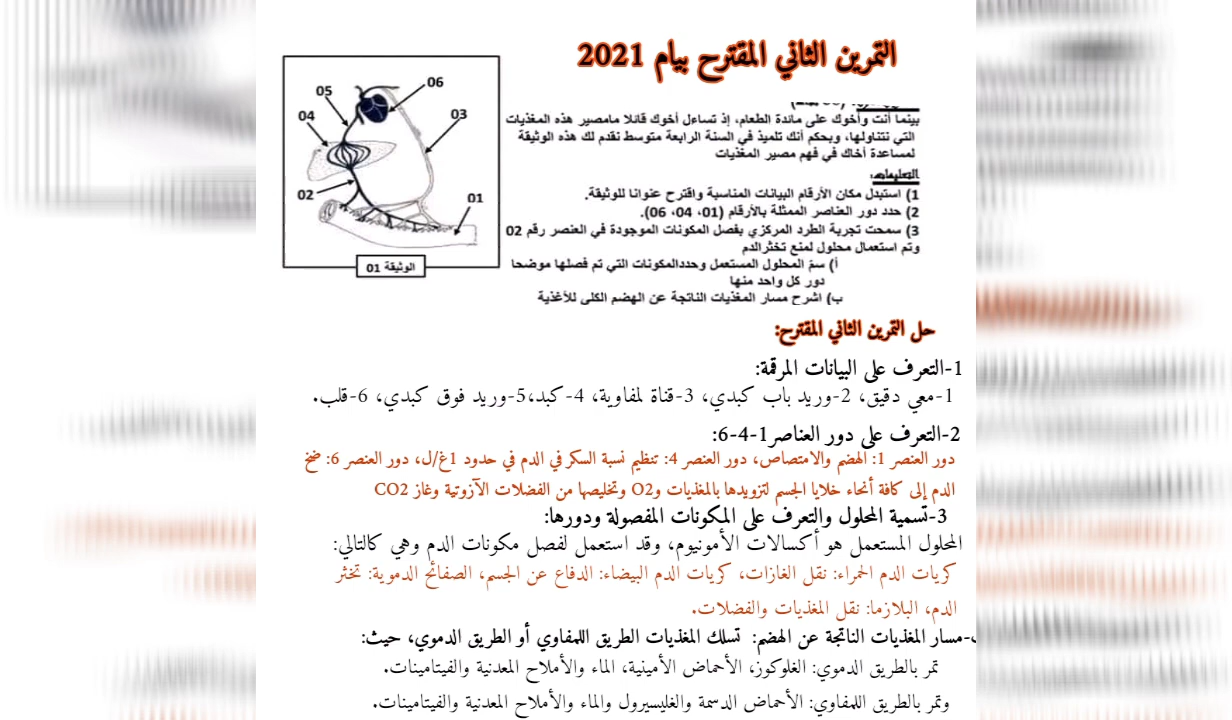 التمرين الثاني المقترح بيام 2021
بينما أنت وأخوك على مائدة الطعام، إذ تساءل أخوك قائلا مامصير هذه المغذيات
التي نتناولها، وبحكم أنك تلميذ في السنة الرابعة متوسط نقدم لك هذه الوثيقة
لمساعدة أخاك في فهم مصير المغذيات
التعليمات:
1) استبدل مكان الأرقام البيانات المناسبة واقترح عنوانا للوثيقة.
2) حدد دور العناصر الممثلة بالأرقام (01، 04، 06).
3) سمحت تجربة الطرد المركزي بفصل المكونات الموجودة في العنصر رقم 02
وتم استعمال محلول لمنع تخثرالدم
أ) سمّ المحلول المستعمل وحددالمكونات التي تم فصلها موضحا
دور كل واحد منها
ب) اشرح مسار المغذيات الناتجة عن الهضم الكلي للأغذية
06
05
03
04
02
01
الوثيقة 01
حل التمرين الثاني المقترح:
1-التعرف على البيانات المرقمة:
1-معي دقيق، 2-وريد باب كبدي، 3-قناة لمفاوية، 4-كبد،5-وريد فوق كبدي، 6-قلب.
2-التعرف على دور العناصر1-4-6:
دور العنصر 1: الهضم والامتصاص، دور العنصر 4: تنظيم نسبة السكر في الدم في حدود 1غ/ل، دور العنصر 6: ضخ
الدم إلى كافة أنحاء خلايا الجسم لتزويدها بالمغذيات وO2 وتخليصها من الفضلات الآزوتية وغاز CO2
3-تسمية المحلول والتعرف على المكونات المفصولة ودورها:
المحلول المستعمل هو أكسالات الأمونيوم، وقد استعمل لفصل مكونات الدم وهي كالتالي:
كريات الدم الحمراء: نقل الغازات، كريات الدم البيضاء: الدفاع عن الجسم، الصفائح الدموية: تخثر
الدم، البلازما: نقل المغذيات والفضلات.
ب-مسار المغذيات الناتجة عن الهضم: تسلك المغذيات الطريق اللمفاوي أو الطريق الدموي، حيث:
تمر بالطريق الدموي: الغلوكوز، الأحماض الأمينية، الماء والأملاح المعدنية والفيتامينات.
وتمر بالطريق اللمفاوي: الأحماض الدسمة والغليسيرول والماء والأملاح المعدنية والفيتامينات.